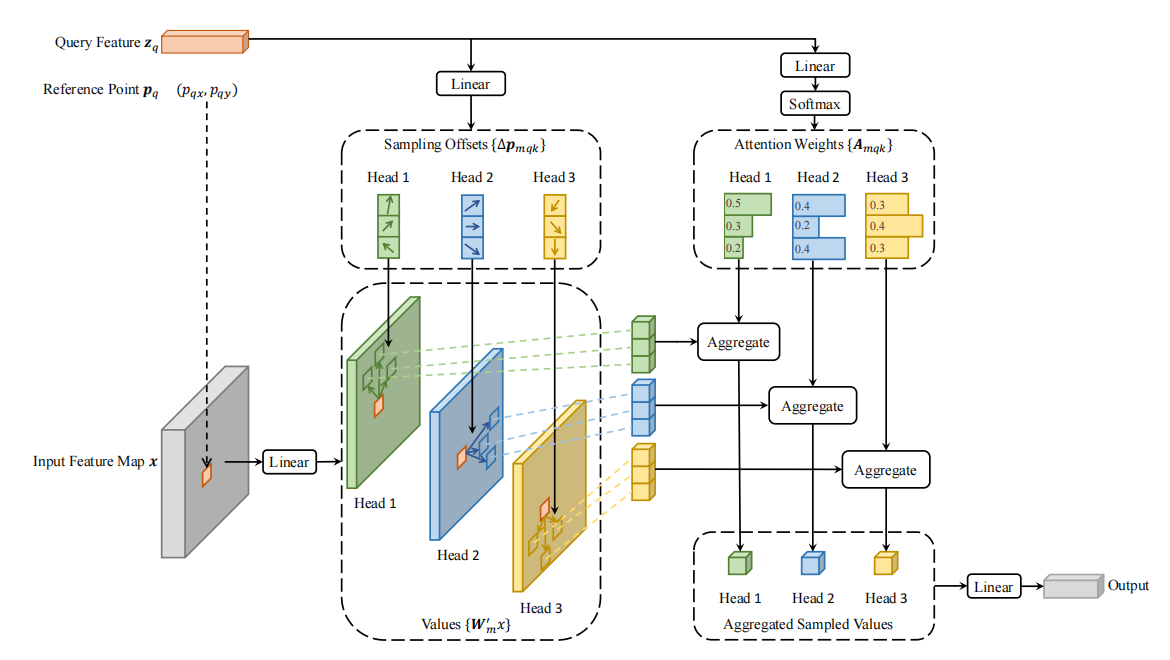 Query Feature z_q
Linear
Reference Point p_q (p_qx, p_qy)
Linear
Softmax
Sampling Offsets {Δp_mqk}
Attention Weights {A_mqk}
Head 1 Head 2 Head 3
Head 1 Head 2 Head 3
0.5 0.4 0.3
0.3 0.2 0.4
0.2 0.4 0.3
Aggregate
Aggregate
Input Feature Map x
Linear
Aggregate
Head 1
Head 2
Head 3
Values {W'_m x}
Head 1 Head 2 Head 3
Aggregated Sampled Values
Linear
Output